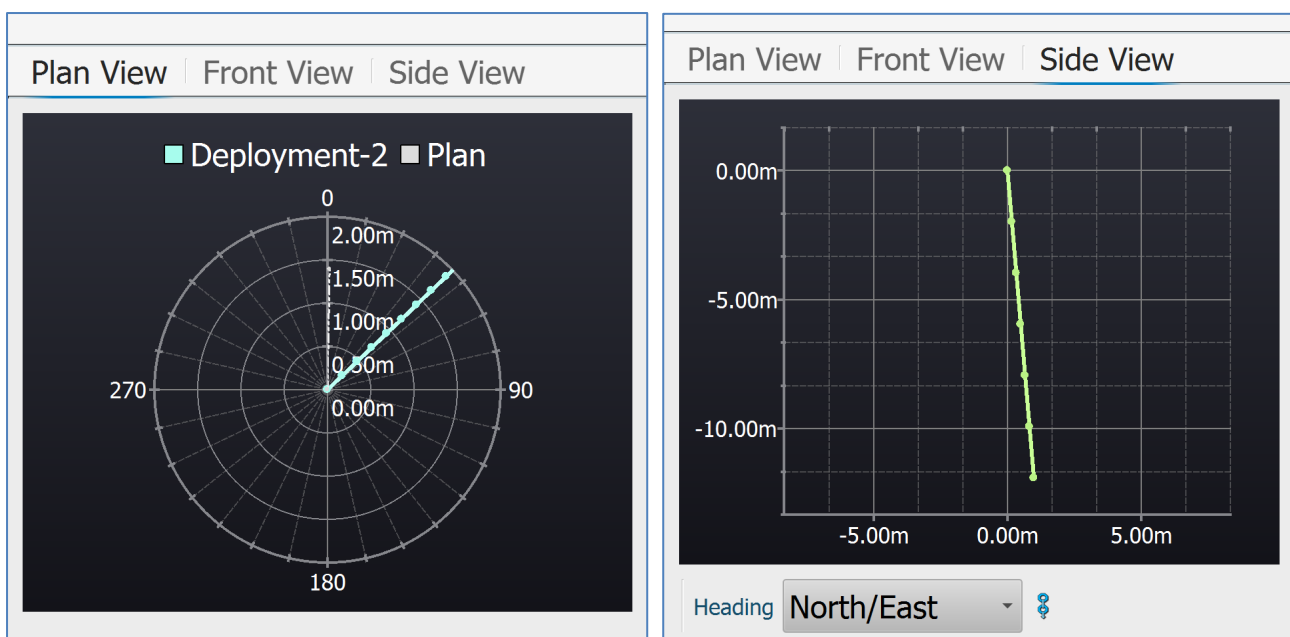 Plan View Front View Side View
Deployment-2 Plan
0
2.00m
1.50m
1.00m
0.50m
270
90
0.00m
180
Plan View Front View Side View
0.00m
-5.00m
-10.00m
-5.00m 0.00m 5.00m
Heading North/East